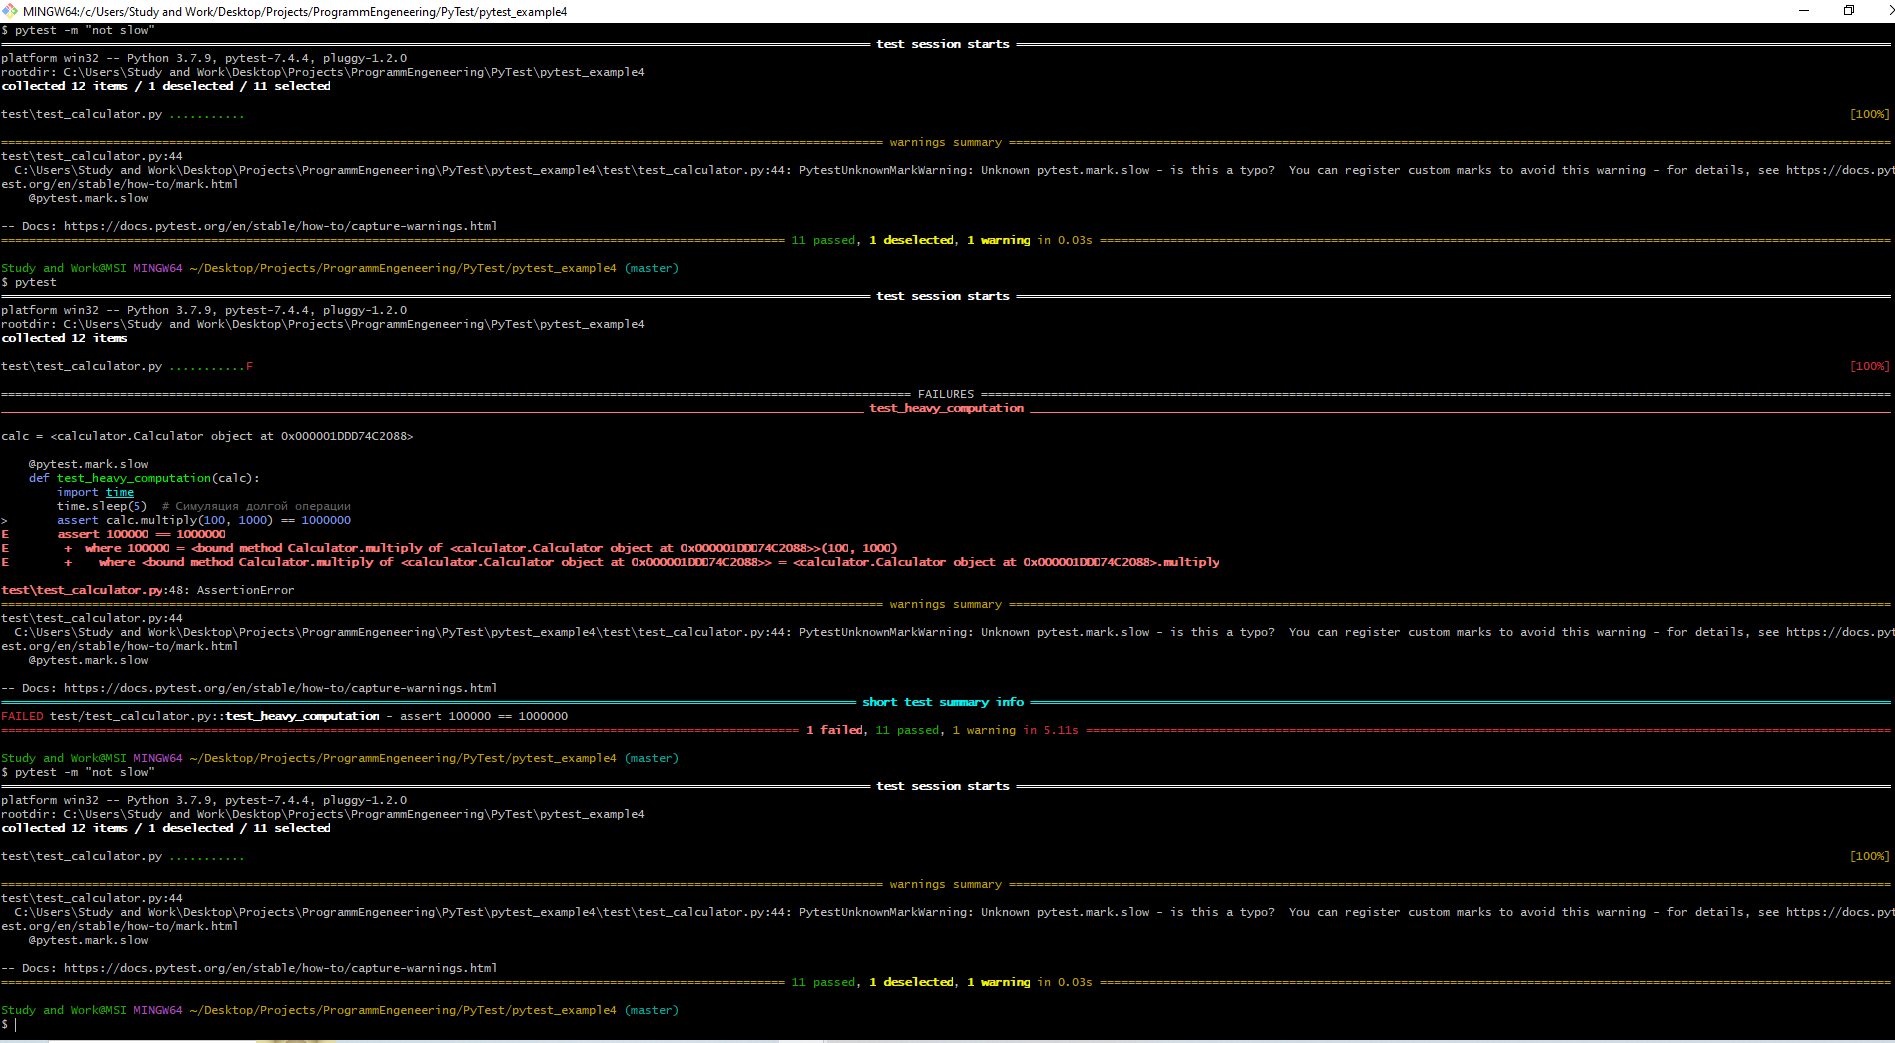 MINGW64:/c/Users/Study and Work/Desktop/Projects/ProgrammEngeneering/PyTest/pytest_example4
$ pytest -m "not slow"
test session starts
platform win32 -- Python 3.7.9, pytest-7.4.4, pluggy-1.2.0
rootdir: C:\Users\Study and Work\Desktop\Projects\ProgrammEngeneering\PyTest\pytest_example4
collected 12 items / 1 deselected / 11 selected
test\test_calculator.py ........... [100%]
warnings summary
test\test_calculator.py:44
C:\Users\Study and Work\Desktop\Projects\ProgrammEngeneering\PyTest\pytest_example4\test\test_calculator.py:44: PytestUnknownMarkWarning: Unknown pytest.mark.slow - is this a typo?  You can register custom marks to avoid this warning - for details, see https://docs.pyt
est.org/en/stable/how-to/mark.html
@pytest.mark.slow
-- Docs: https://docs.pytest.org/en/stable/how-to/capture-warnings.html
11 passed, 1 deselected, 1 warning in 0.03s
Study and Work@MSI MINGW64 ~/Desktop/Projects/ProgrammEngeneering/PyTest/pytest_example4 (master)
$ pytest
test session starts
platform win32 -- Python 3.7.9, pytest-7.4.4, pluggy-1.2.0
rootdir: C:\Users\Study and Work\Desktop\Projects\ProgrammEngeneering\PyTest\pytest_example4
collected 12 items
test\test_calculator.py ...........F [100%]
FAILURES
test_heavy_computation
calc = <calculator.Calculator object at 0x000001DDD74C2088>
@pytest.mark.slow
def test_heavy_computation(calc):
import time
time.sleep(5)  # Симуляция долгой операции
> assert calc.multiply(100, 1000) == 1000000
E assert 100000 == 1000000
E + where 100000 = <bound method Calculator.multiply of <calculator.Calculator object at 0x000001DDD74C2088>>(100, 1000)
E + where <bound method Calculator.multiply of <calculator.Calculator object at 0x000001DDD74C2088>> = <calculator.Calculator object at 0x000001DDD74C2088>.multiply
test\test_calculator.py:48: AssertionError
warnings summary
test\test_calculator.py:44
C:\Users\Study and Work\Desktop\Projects\ProgrammEngeneering\PyTest\pytest_example4\test\test_calculator.py:44: PytestUnknownMarkWarning: Unknown pytest.mark.slow - is this a typo?  You can register custom marks to avoid this warning - for details, see https://docs.pyt
est.org/en/stable/how-to/mark.html
@pytest.mark.slow
-- Docs: https://docs.pytest.org/en/stable/how-to/capture-warnings.html
short test summary info
FAILED test/test_calculator.py::test_heavy_computation - assert 100000 == 1000000
1 failed, 11 passed, 1 warning in 5.11s
Study and Work@MSI MINGW64 ~/Desktop/Projects/ProgrammEngeneering/PyTest/pytest_example4 (master)
$ pytest -m "not slow"
test session starts
platform win32 -- Python 3.7.9, pytest-7.4.4, pluggy-1.2.0
rootdir: C:\Users\Study and Work\Desktop\Projects\ProgrammEngeneering\PyTest\pytest_example4
collected 12 items / 1 deselected / 11 selected
test\test_calculator.py ........... [100%]
warnings summary
test\test_calculator.py:44
C:\Users\Study and Work\Desktop\Projects\ProgrammEngeneering\PyTest\pytest_example4\test\test_calculator.py:44: PytestUnknownMarkWarning: Unknown pytest.mark.slow - is this a typo?  You can register custom marks to avoid this warning - for details, see https://docs.pyt
est.org/en/stable/how-to/mark.html
@pytest.mark.slow
-- Docs: https://docs.pytest.org/en/stable/how-to/capture-warnings.html
11 passed, 1 deselected, 1 warning in 0.03s
Study and Work@MSI MINGW64 ~/Desktop/Projects/ProgrammEngeneering/PyTest/pytest_example4 (master)
$